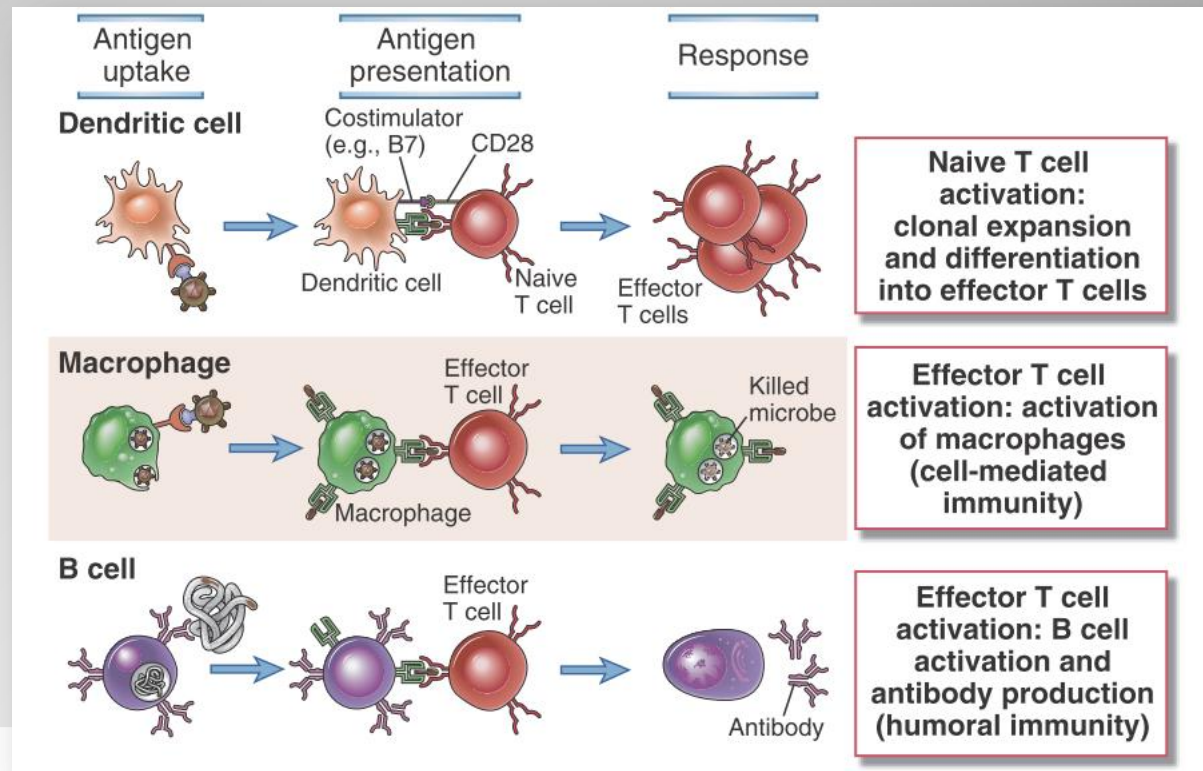 Antigen
uptake
Antigen
presentation
Response
Dendritic cell
Costimulator
(e.g., B7)
CD28
Dendritic cell
Naive
T cell
Effector
T cells
Naive T cell
activation:
clonal expansion
and differentiation
into effector T cells
Macrophage
Effector
T cell
Macrophage
Killed
microbe
Effector T cell
activation: activation
of macrophages
(cell-mediated
immunity)
B cell
Effector
T cell
Antibody
Effector T cell
activation: B cell
activation and
antibody production
(humoral immunity)